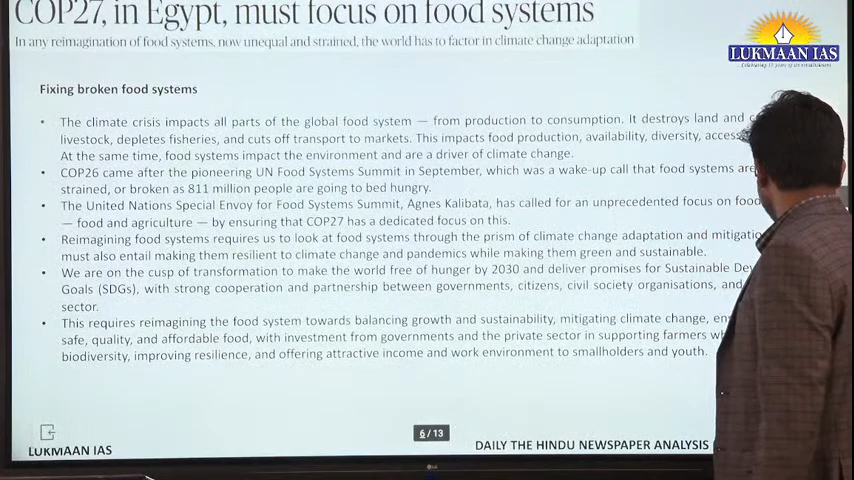 COP27, in Egypt, must focus on food systems
In any reimagination of food systems, now unequal and strained, the world has to factor in climate change adaptation
LUKMAAN IAS
Fixing broken food systems
• The climate crisis impacts all parts of the global food system — from production to consumption. It destroys land and
livestock, depletes fisheries, and cuts off transport to markets. This impacts food production, availability, diversity, access
At the same time, food systems impact the environment and are a driver of climate change.
• COP26 came after the pioneering UN Food Systems Summit in September, which was a wake-up call that food systems are
strained, or broken as 811 million people are going to bed hungry.
• The United Nations Special Envoy for Food Systems Summit, Agnes Kalibata, has called for an unprecedented focus on food
— food and agriculture — by ensuring that COP27 has a dedicated focus on this.
• Reimagining food systems requires us to look at food systems through the prism of climate change adaptation and
must also entail making them resilient to climate change and pandemics while making them green and sustainable.
• We are on the cusp of transformation to make the world free of hunger by 2030 and deliver promises for Sustainable
Goals (SDGs), with strong cooperation and partnership between governments, citizens, civil society organisations, and
sector.
• This requires reimagining the food system towards balancing growth and sustainability, mitigating climate change,
safe, quality, and affordable food, with investment from governments and the private sector in supporting farmers
biodiversity, improving resilience, and offering attractive income and work environment to smallholders and youth.
6 / 13
LUKMAAN IAS
DAILY THE HINDU NEWSPAPER ANALYSIS
LG